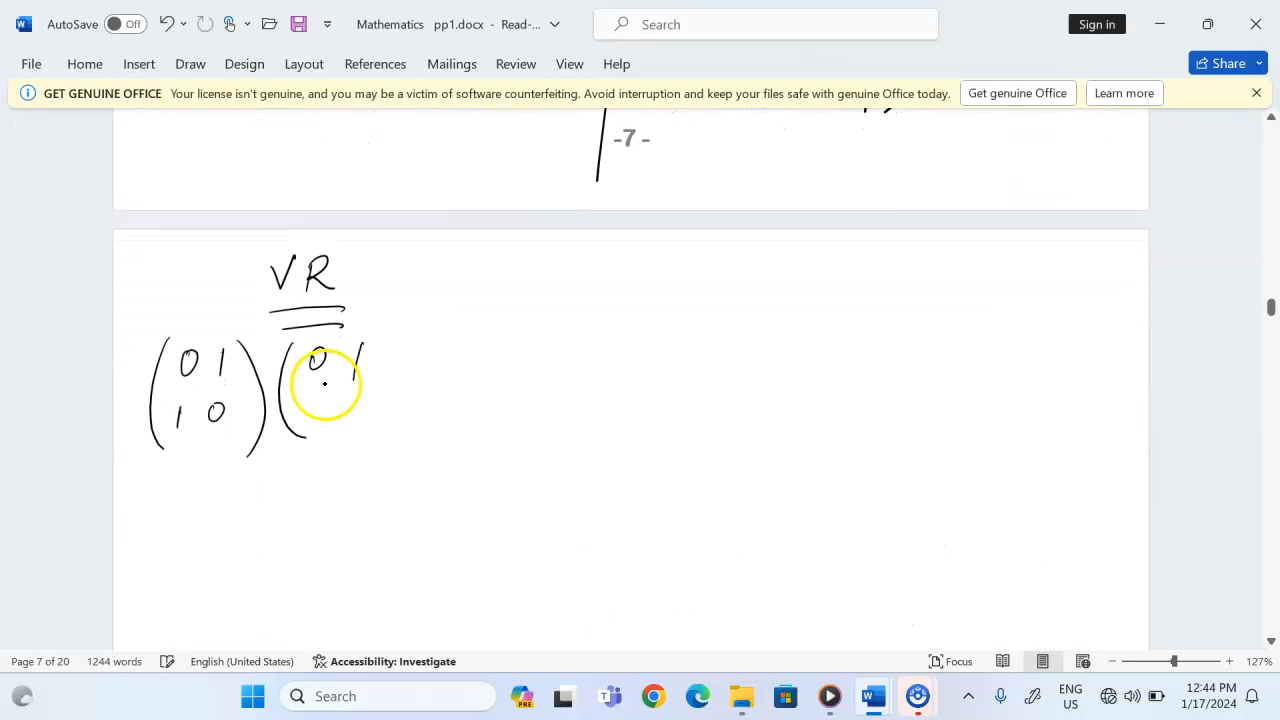 AutoSave Off Mathematics pp1.docx - Read-... Search Sign in
File Home Insert Draw Design Layout References Mailings Review View Help Share
GET GENUINE OFFICE Your license isn't genuine, and you may be a victim of software counterfeiting. Avoid interruption and keep your files safe with genuine Office today. Get genuine Office Learn more
-7 -
VR
0 1 0 1
1 0
Page 7 of 20 1244 words English (United States) Accessibility: Investigate Focus 127%
Search PRE ENG US 12:44 PM 1/17/2024